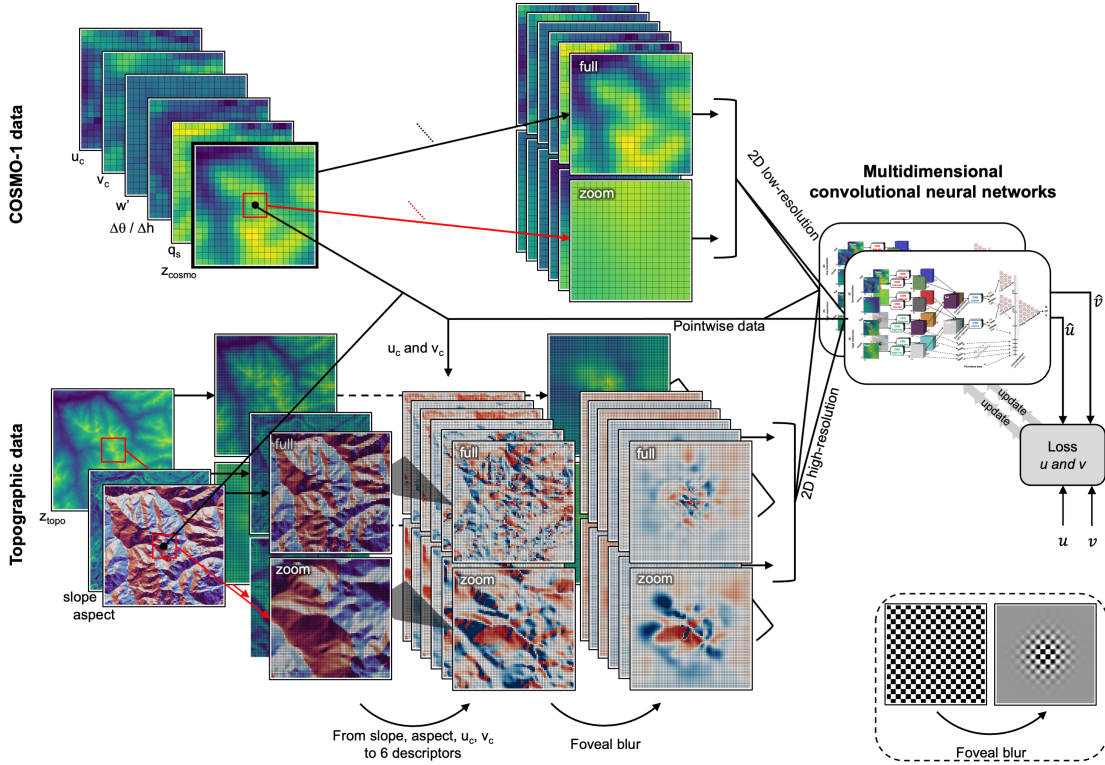 COSMO-1 data
u_c
v_c
w'
Δθ / Δh
q_s
z_cosmo
full
zoom
2D low-resolution
Multidimensional
convolutional neural networks
Pointwise data
u_c and v_c
v̂
û
update
update
Loss
u and v
u
v
Topographic data
z_topo
slope
aspect
full
zoom
full
zoom
full
zoom
2D high-resolution
From slope, aspect, u_c, v_c
to 6 descriptors
Foveal blur
Foveal blur